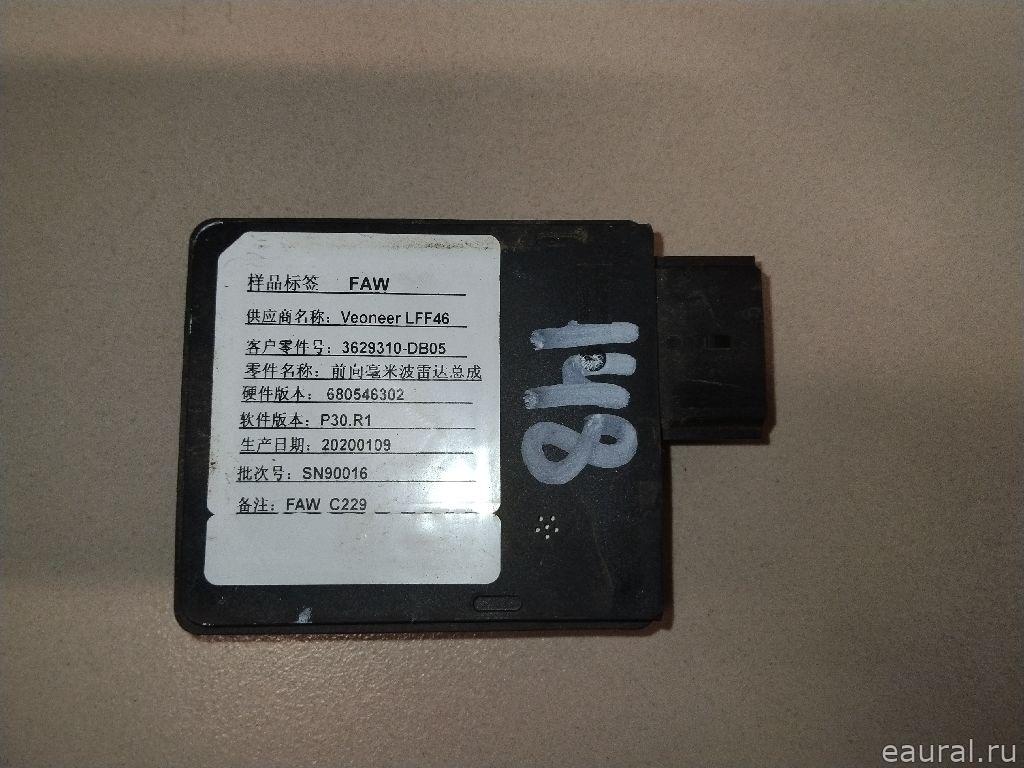 样品标签 FAW
供应商名称：Veoneer LFF46
客户零件号：3629310-DB05
零件名称：前向毫米波雷达总成
硬件版本：680546302
软件版本：P30.R1
生产日期：20200109
批次号：SN90016
备注：FAW C229
1148
eaural.ru